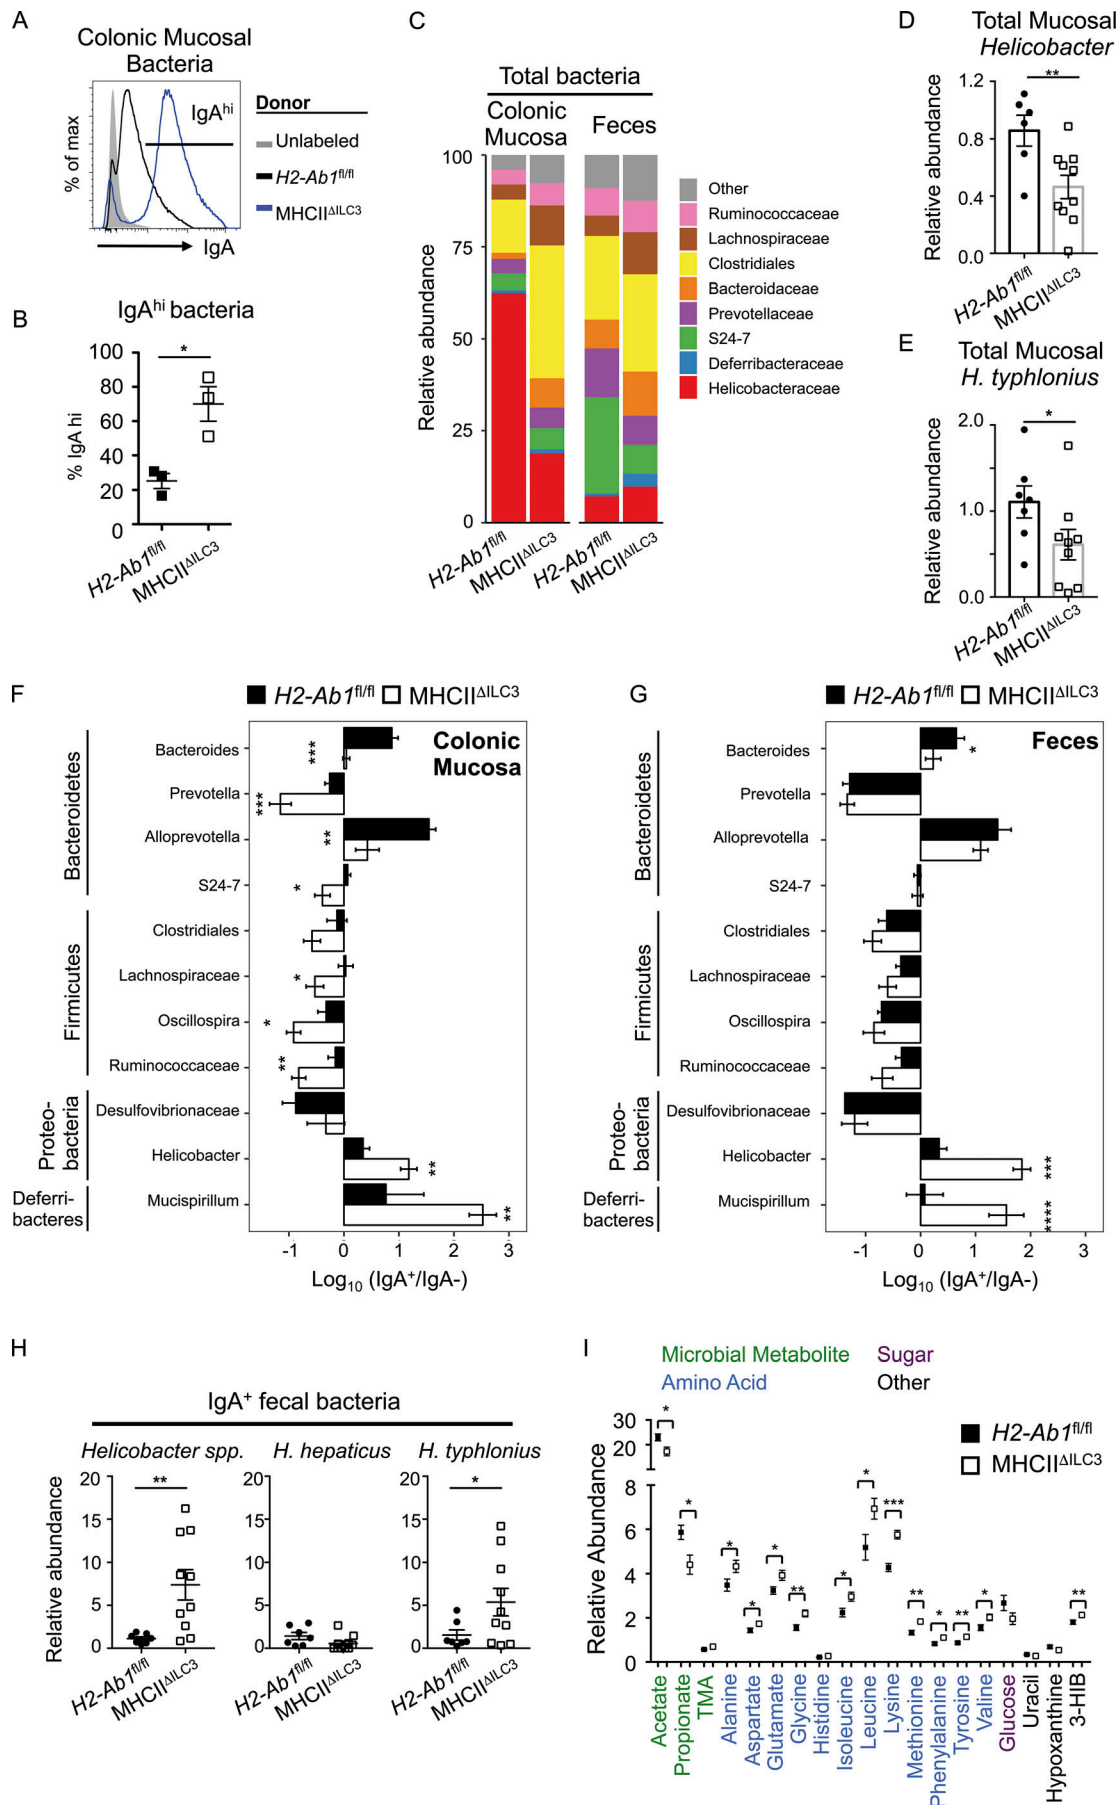 A
Colonic Mucosal
Bacteria
% of max
IgAhi
IgA
Donor
Unlabeled
H2-Ab1fl/fl
MHCIIΔILC3
B
IgAhi bacteria
% IgA hi
100
80
60
40
20
0
*
H2-Ab1fl/fl
MHCIIΔILC3
C
Total bacteria
Colonic
Mucosa
Feces
Relative abundance
100
75
50
25
0
H2-Ab1fl/fl
MHCIIΔILC3
H2-Ab1fl/fl
MHCIIΔILC3
Other
Ruminococcaceae
Lachnospiraceae
Clostridiales
Bacteroidaceae
Prevotellaceae
S24-7
Deferribacteraceae
Helicobacteraceae
D
Total Mucosal
Helicobacter
Relative abundance
1.2
0.8
0.4
0.0
**
H2-Ab1fl/fl
MHCIIΔILC3
E
Total Mucosal
H. typhlonius
Relative abundance
2.0
1.0
0.0
*
H2-Ab1fl/fl
MHCIIΔILC3
F
H2-Ab1fl/fl
MHCIIΔILC3
Colonic
Mucosa
Bacteroidetes
Firmicutes
Proteo-
bacteria
Deferri-
bacteres
Bacteroides
***
Prevotella
***
Alloprevotella
**
S24-7
*
Clostridiales
Lachnospiraceae
*
Oscillospira
*
Ruminococcaceae
**
Desulfovibrionaceae
Helicobacter
**
Mucispirillum
**
-1 0 1 2 3
Log10 (IgA+/IgA-)
G
H2-Ab1fl/fl
MHCIIΔILC3
Feces
Bacteroidetes
Firmicutes
Proteo-
bacteria
Deferri-
bacteres
Bacteroides
*
Prevotella
Alloprevotella
S24-7
Clostridiales
Lachnospiraceae
Oscillospira
Ruminococcaceae
Desulfovibrionaceae
Helicobacter
***
Mucispirillum
****
-1 0 1 2 3
Log10 (IgA+/IgA-)
H
IgA+ fecal bacteria
Helicobacter spp.
H. hepaticus
H. typhlonius
Relative abundance
20
15
10
5
0
**
H2-Ab1fl/fl
MHCIIΔILC3
20
15
10
5
0
H2-Ab1fl/fl
MHCIIΔILC3
20
15
10
5
0
*
H2-Ab1fl/fl
MHCIIΔILC3
I
Microbial Metabolite
Sugar
Amino Acid
Other
H2-Ab1fl/fl
MHCIIΔILC3
Relative Abundance
30
20
8
6
4
2
0
* * * * * ** * * *** ** * ** * **
Acetate
Propionate
TMA
Alanine
Aspartate
Glutamate
Glycine
Histidine
Isoleucine
Leucine
Lysine
Methionine
Phenylalanine
Tyrosine
Valine
Glucose
Uracil
Hypoxanthine
3-HIB